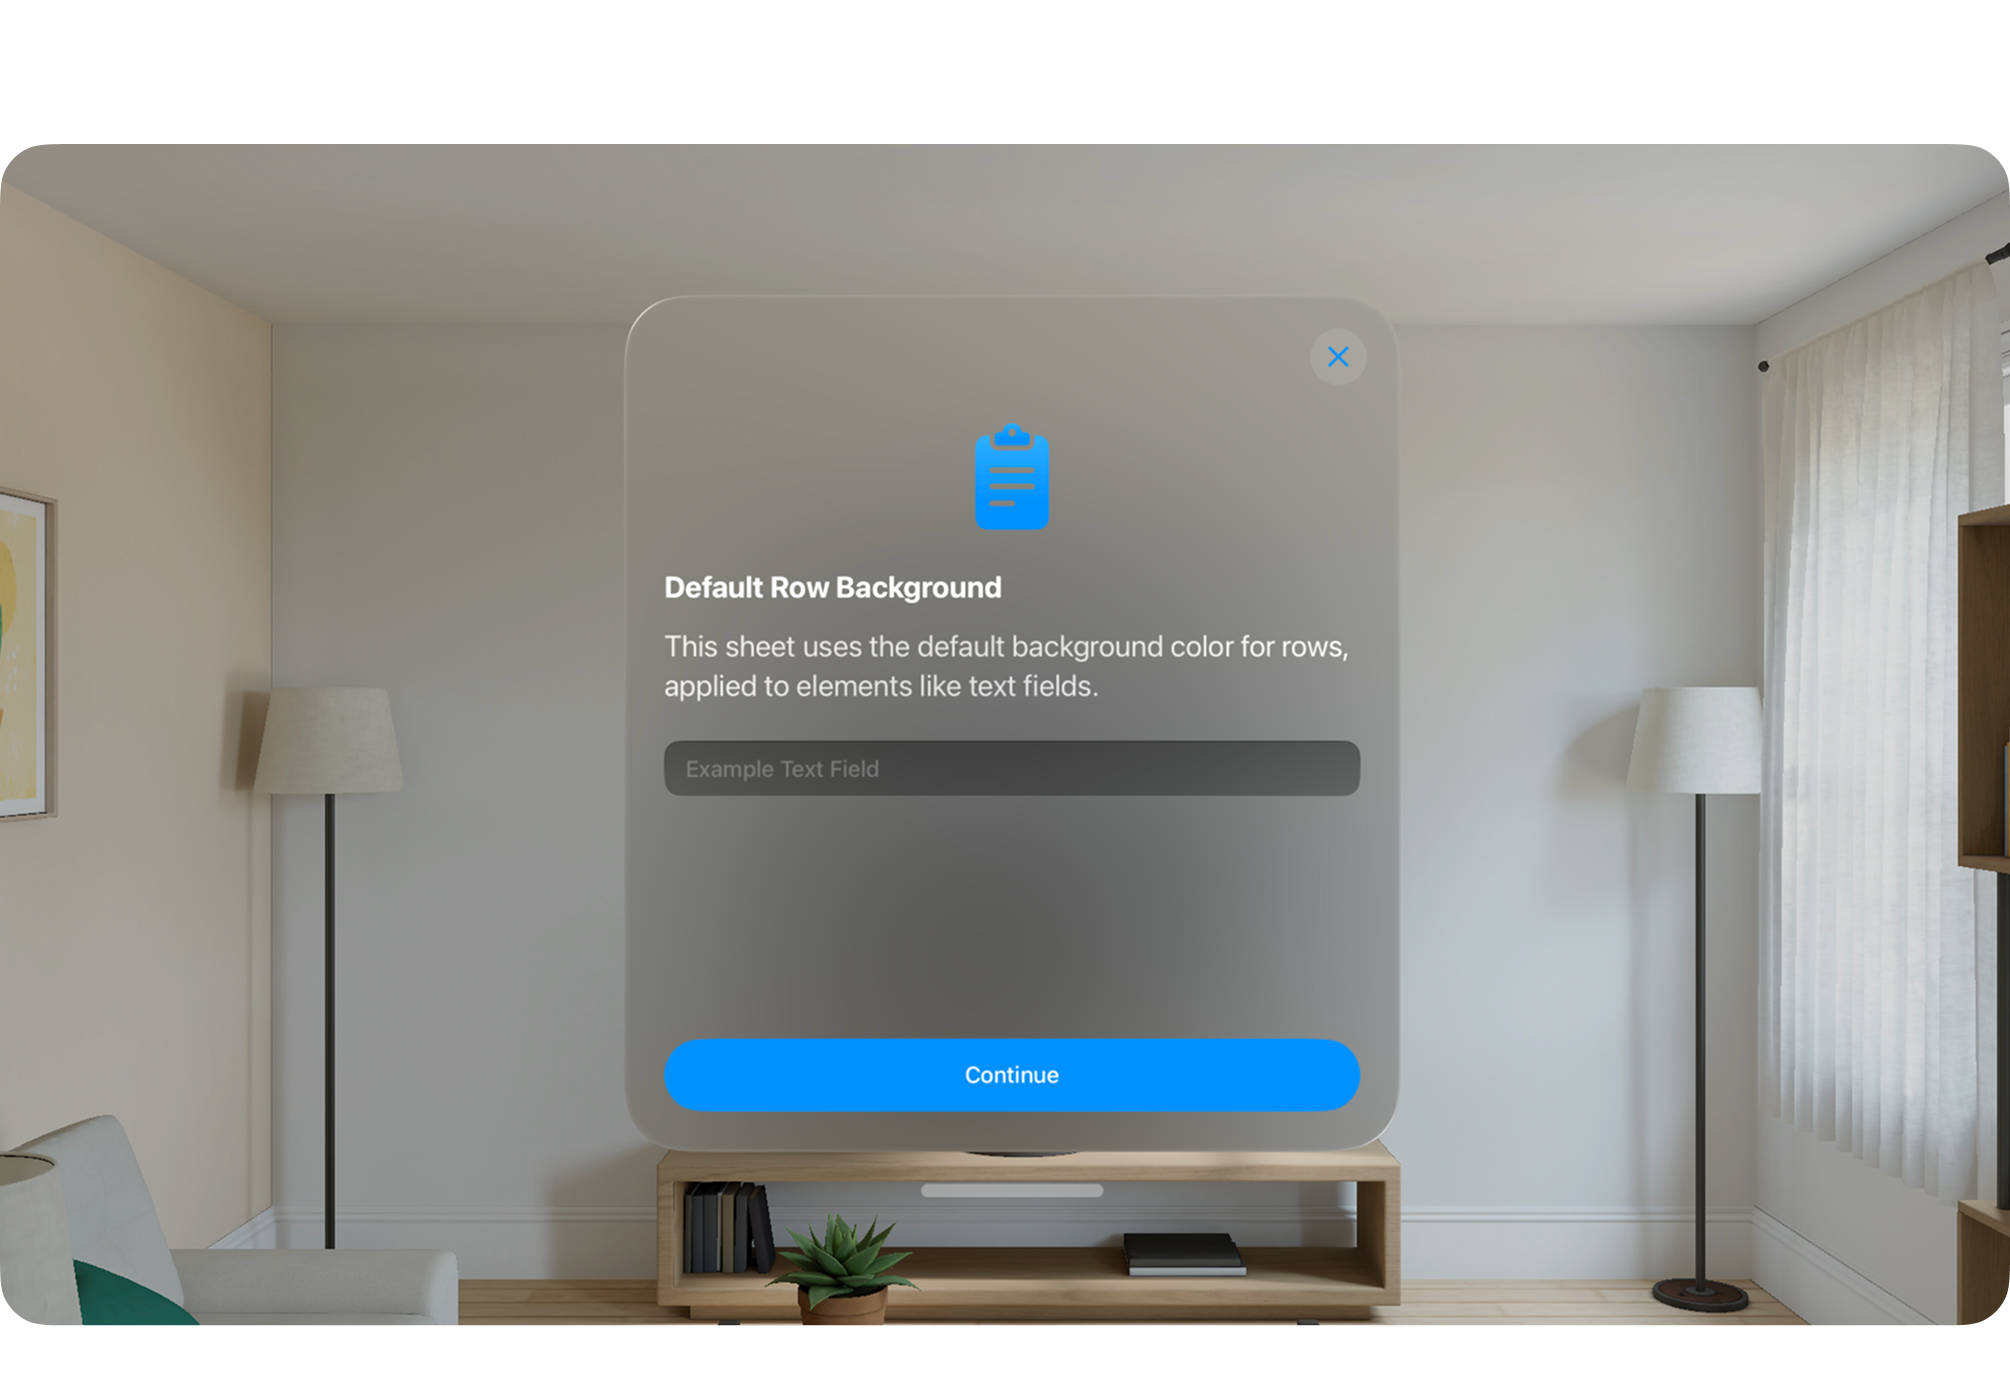 Default Row Background
This sheet uses the default background color for rows,
applied to elements like text fields.
Example Text Field
Continue